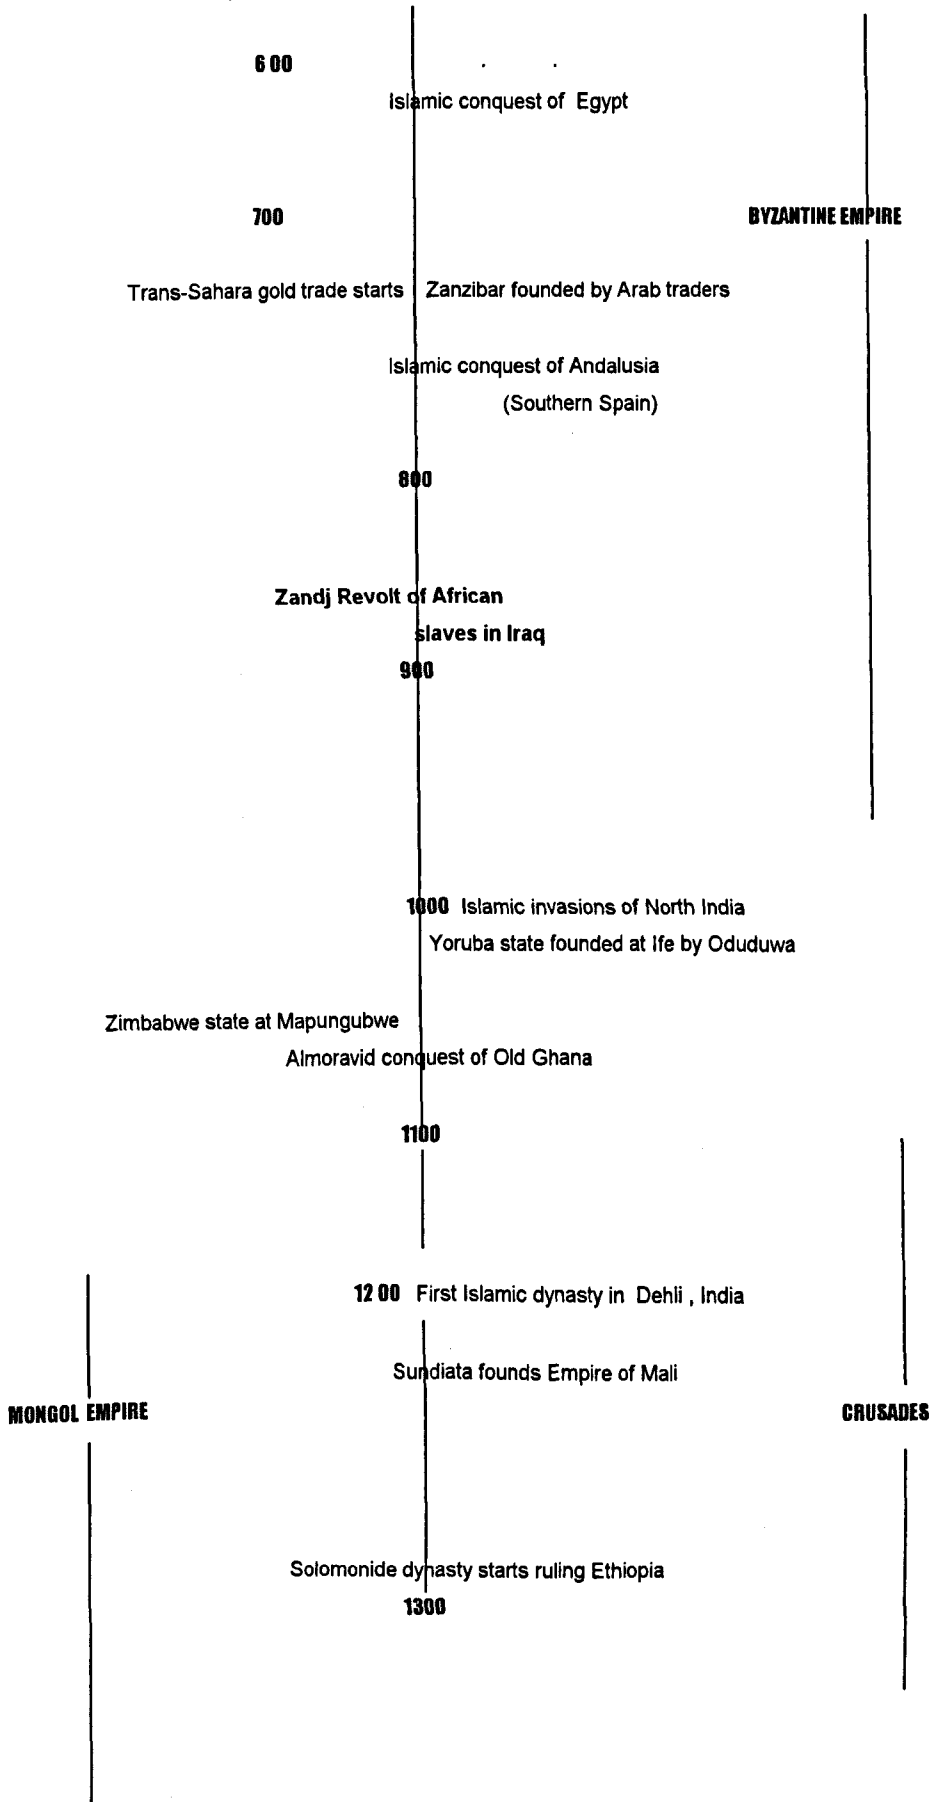 600
Islamic conquest of Egypt
700
BYZANTINE EMPIRE
Trans-Sahara gold trade starts
Zanzibar founded by Arab traders
Islamic conquest of Andalusia
(Southern Spain)
800
Zandj Revolt of African
slaves in Iraq
900
1000 Islamic invasions of North India
Yoruba state founded at Ife by Oduduwa
Zimbabwe state at Mapungubwe
Almoravid conquest of Old Ghana
1100
1200 First Islamic dynasty in Dehli , India
Sundiata founds Empire of Mali
MONGOL EMPIRE
CRUSADES
Solomonide dynasty starts ruling Ethiopia
1300